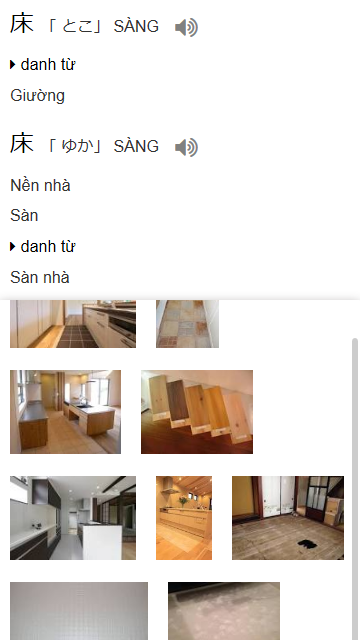 床 「 とこ」 SÀNG
danh từ
Giường
床 「 ゆか」 SÀNG
Nền nhà
Sàn
danh từ
Sàn nhà